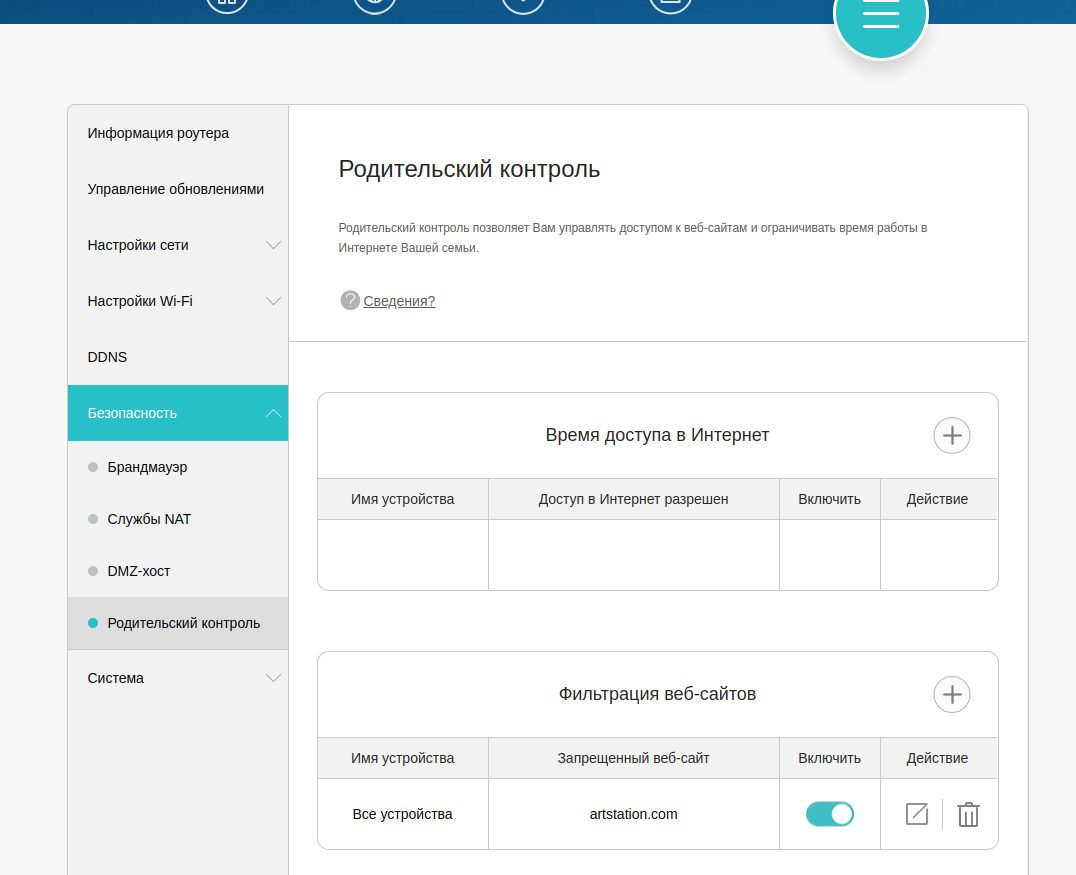 Информация роутера
Управление обновлениями
Настройки сети
Настройки Wi-Fi
DDNS
Безопасность
Брандмауэр
Службы NAT
DMZ-хост
Родительский контроль
Система
Родительский контроль
Родительский контроль позволяет Вам управлять доступом к веб-сайтам и ограничивать время работы в
Интернете Вашей семьи.
? Сведения?
Время доступа в Интернет
Имя устройства Доступ в Интернет разрешен Включить Действие
Фильтрация веб-сайтов
Имя устройства Запрещенный веб-сайт Включить Действие
Все устройства artstation.com